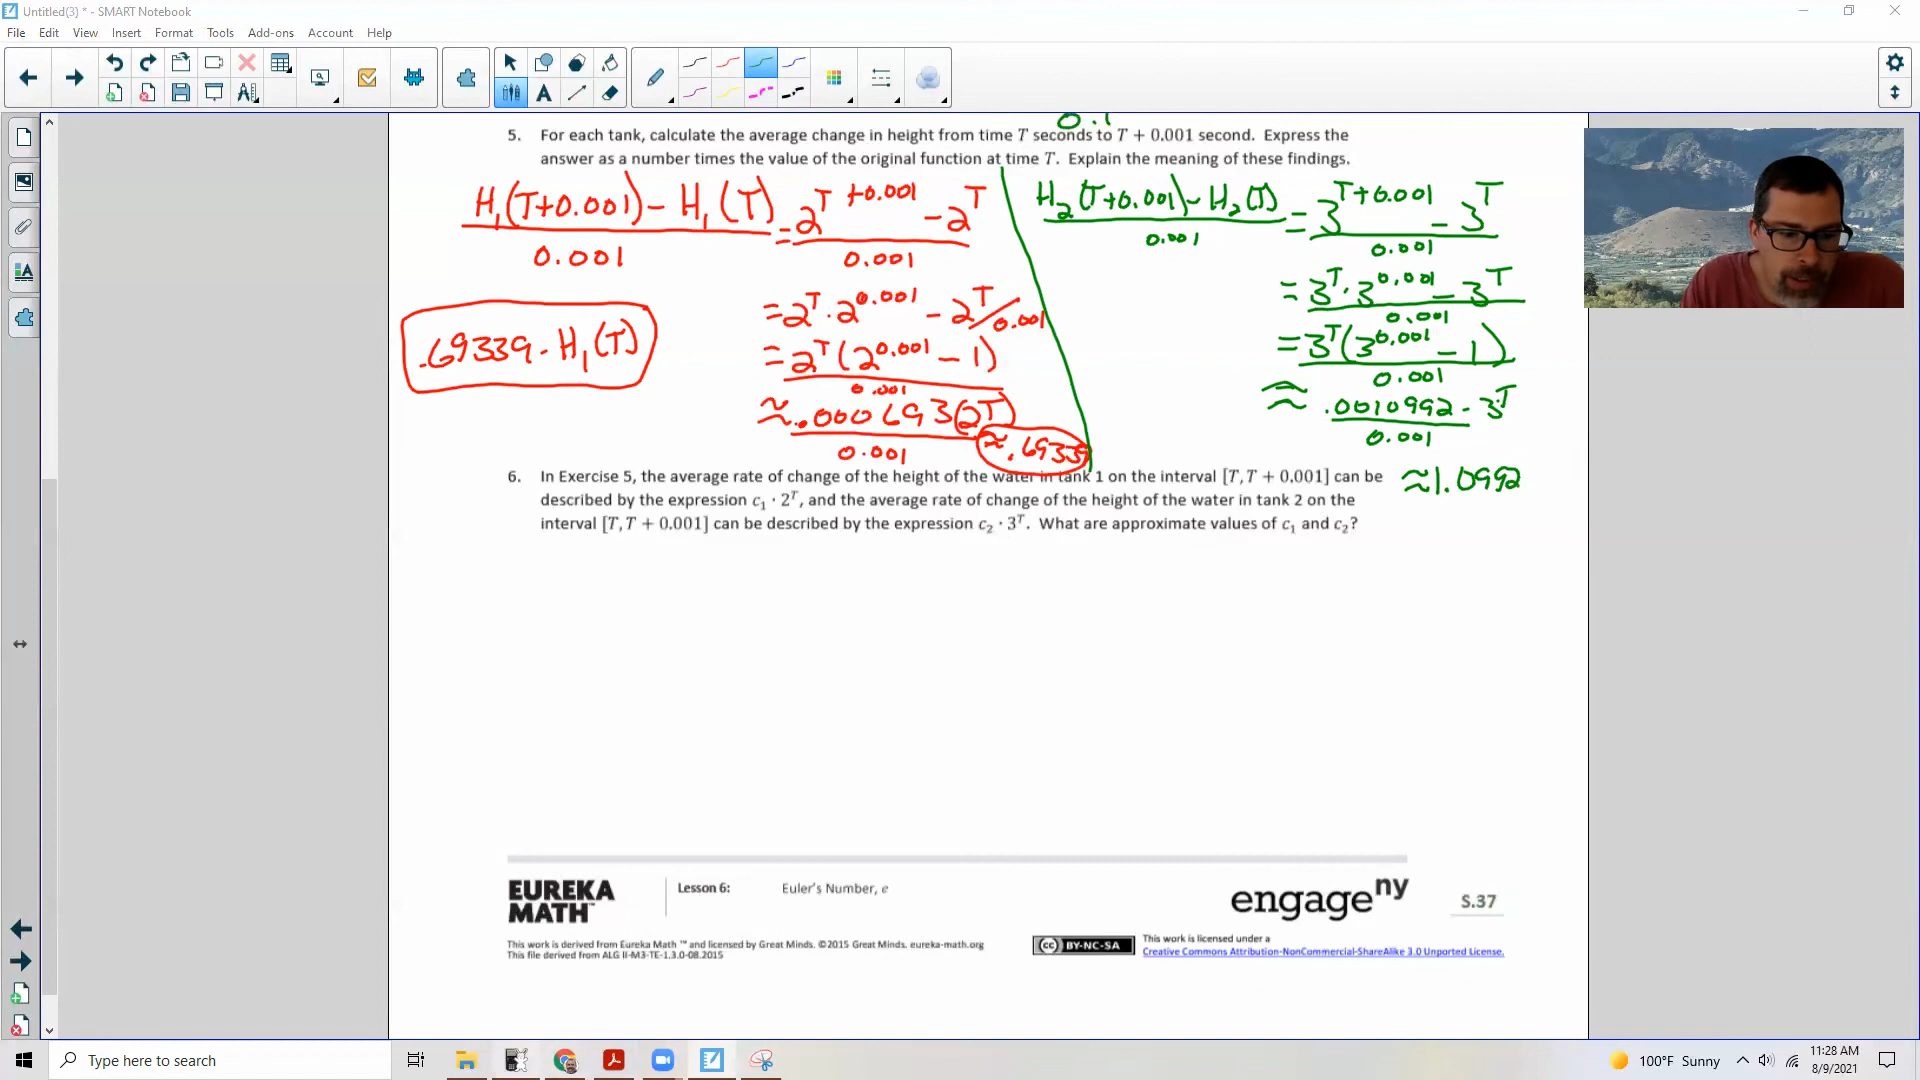 Untitled(3) * - SMART Notebook
File Edit View Insert Format Tools Add-ons Account Help
0.1
5. For each tank, calculate the average change in height from time T seconds to T + 0.001 second. Express the
answer as a number times the value of the original function at time T. Explain the meaning of these findings.
H₁(T+0.001) - H₁(T) / 0.001 = 2^(T+0.001) - 2^T / 0.001
= 2^T · 2^0.001 - 2^T / 0.001
= 2^T (2^0.001 - 1) / 0.001
≈ .000693(2^T) / 0.001
≈ .69339
.69339 · H₁(T)
H₂(T+0.001) - H₂(T) / 0.001 = 3^(T+0.001) - 3^T / 0.001
= 3^T · 3^0.001 - 3^T / 0.001
= 3^T (3^0.001 - 1) / 0.001
≈ .0010992 · 3^T / 0.001
≈ 1.0992
6. In Exercise 5, the average rate of change of the height of the water in tank 1 on the interval [T, T + 0.001] can be
described by the expression c₁ · 2^T, and the average rate of change of the height of the water in tank 2 on the
interval [T, T + 0.001] can be described by the expression c₂ · 3^T. What are approximate values of c₁ and c₂?
EUREKA
MATH™
Lesson 6: Euler's Number, e
engage^ny
S.37
This work is derived from Eureka Math ™ and licensed by Great Minds. ©2015 Great Minds. eureka-math.org
This file derived from ALG II-M3-TE-1.3.0-08.2015
cc BY-NC-SA
This work is licensed under a
Creative Commons Attribution-NonCommercial-ShareAlike 3.0 Unported License.
Type here to search
100°F Sunny
11:28 AM
8/9/2021